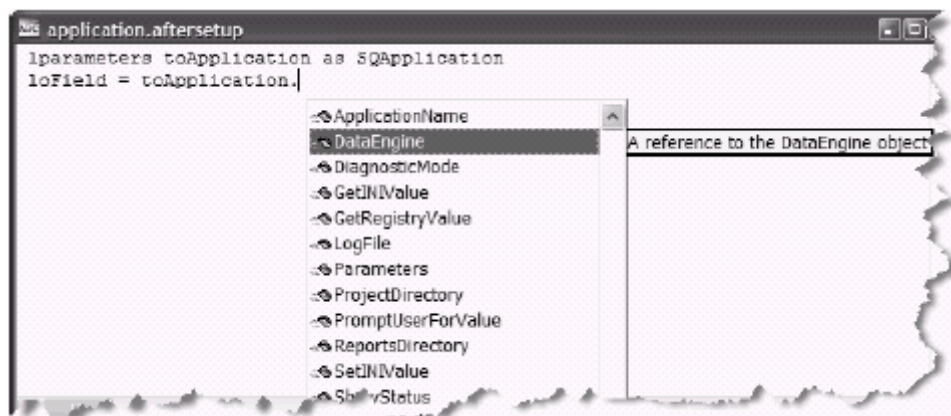 application.aftersetup
lparameters toApplication as SQApplication
loField = toApplication.
ApplicationName
DataEngine
A reference to the DataEngine object
DiagnosticMode
GetINIValue
GetRegistryValue
LogFile
Parameters
ProjectDirectory
PromptUserForValue
ReportsDirectory
SetINIValue
ShowStatus